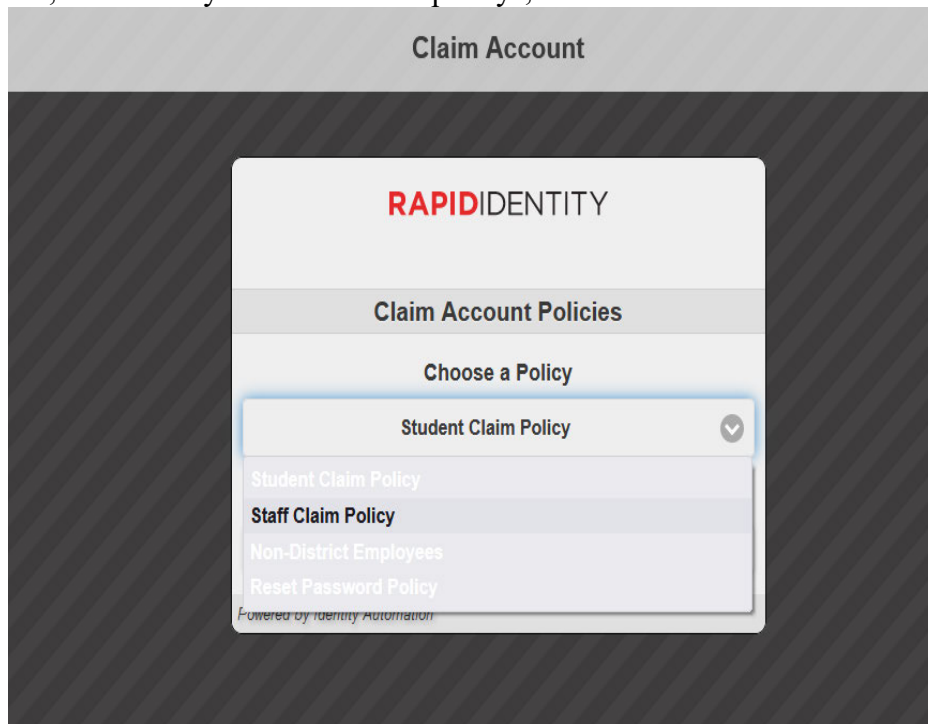 Claim Account
RAPIDIDENTITY
Claim Account Policies
Choose a Policy
Student Claim Policy
Student Claim Policy
Staff Claim Policy
Non-District Employees
Reset Password Policy
Powered by Identity Automation